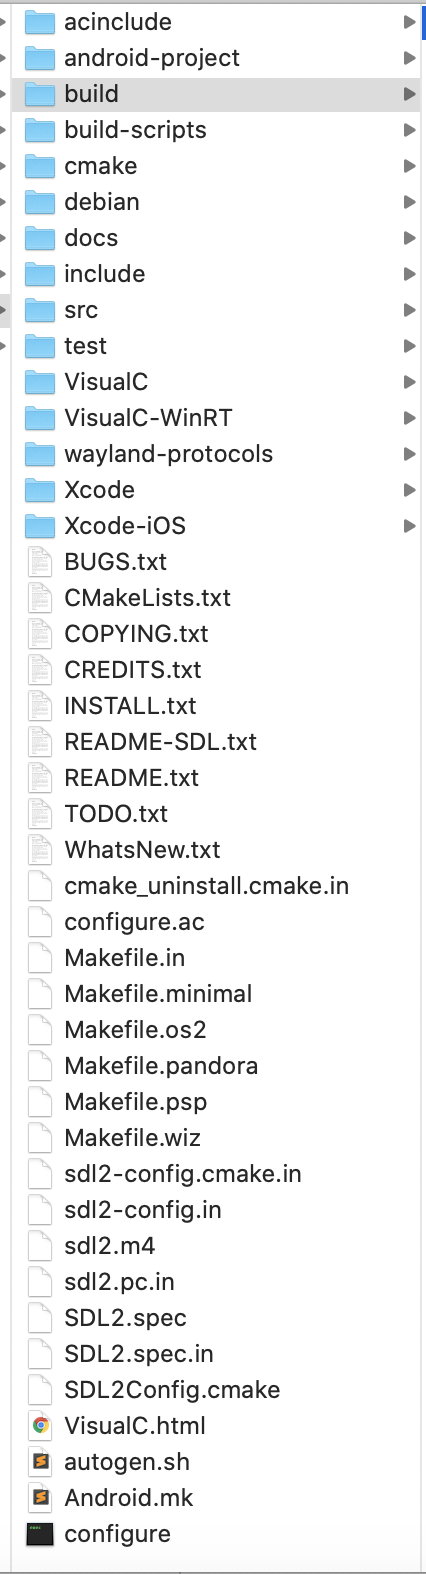 acinclude
android-project
build
build-scripts
cmake
debian
docs
include
src
test
VisualC
VisualC-WinRT
wayland-protocols
Xcode
Xcode-iOS
BUGS.txt
CMakeLists.txt
COPYING.txt
CREDITS.txt
INSTALL.txt
README-SDL.txt
README.txt
TODO.txt
WhatsNew.txt
cmake_uninstall.cmake.in
configure.ac
Makefile.in
Makefile.minimal
Makefile.os2
Makefile.pandora
Makefile.psp
Makefile.wiz
sdl2-config.cmake.in
sdl2-config.in
sdl2.m4
sdl2.pc.in
SDL2.spec
SDL2.spec.in
SDL2Config.cmake
VisualC.html
autogen.sh
Android.mk
configure